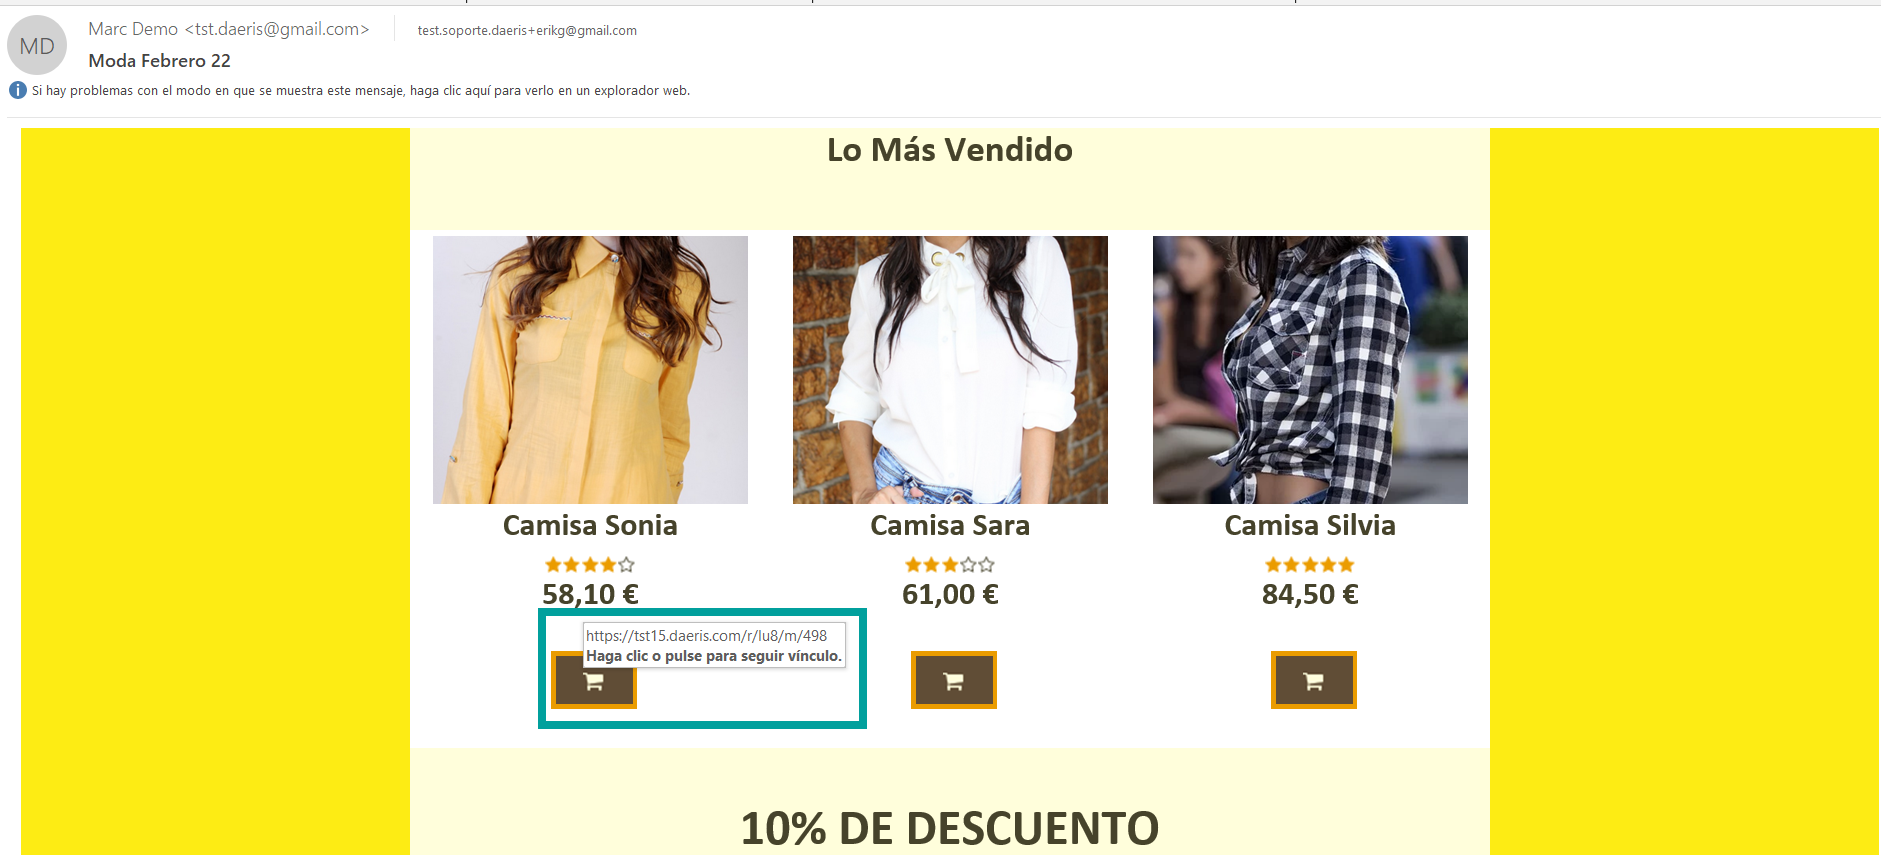 MD
Marc Demo <tst.daeris@gmail.com>
test.soporte.daeris+erikg@gmail.com
Moda Febrero 22
Si hay problemas con el modo en que se muestra este mensaje, haga clic aquí para verlo en un explorador web.
Lo Más Vendido
Camisa Sonia
Camisa Sara
Camisa Silvia
58,10 €
61,00 €
84,50 €
https://tst15.daeris.com/r/lu8/m/498
Haga clic o pulse para seguir vínculo.
10% DE DESCUENTO